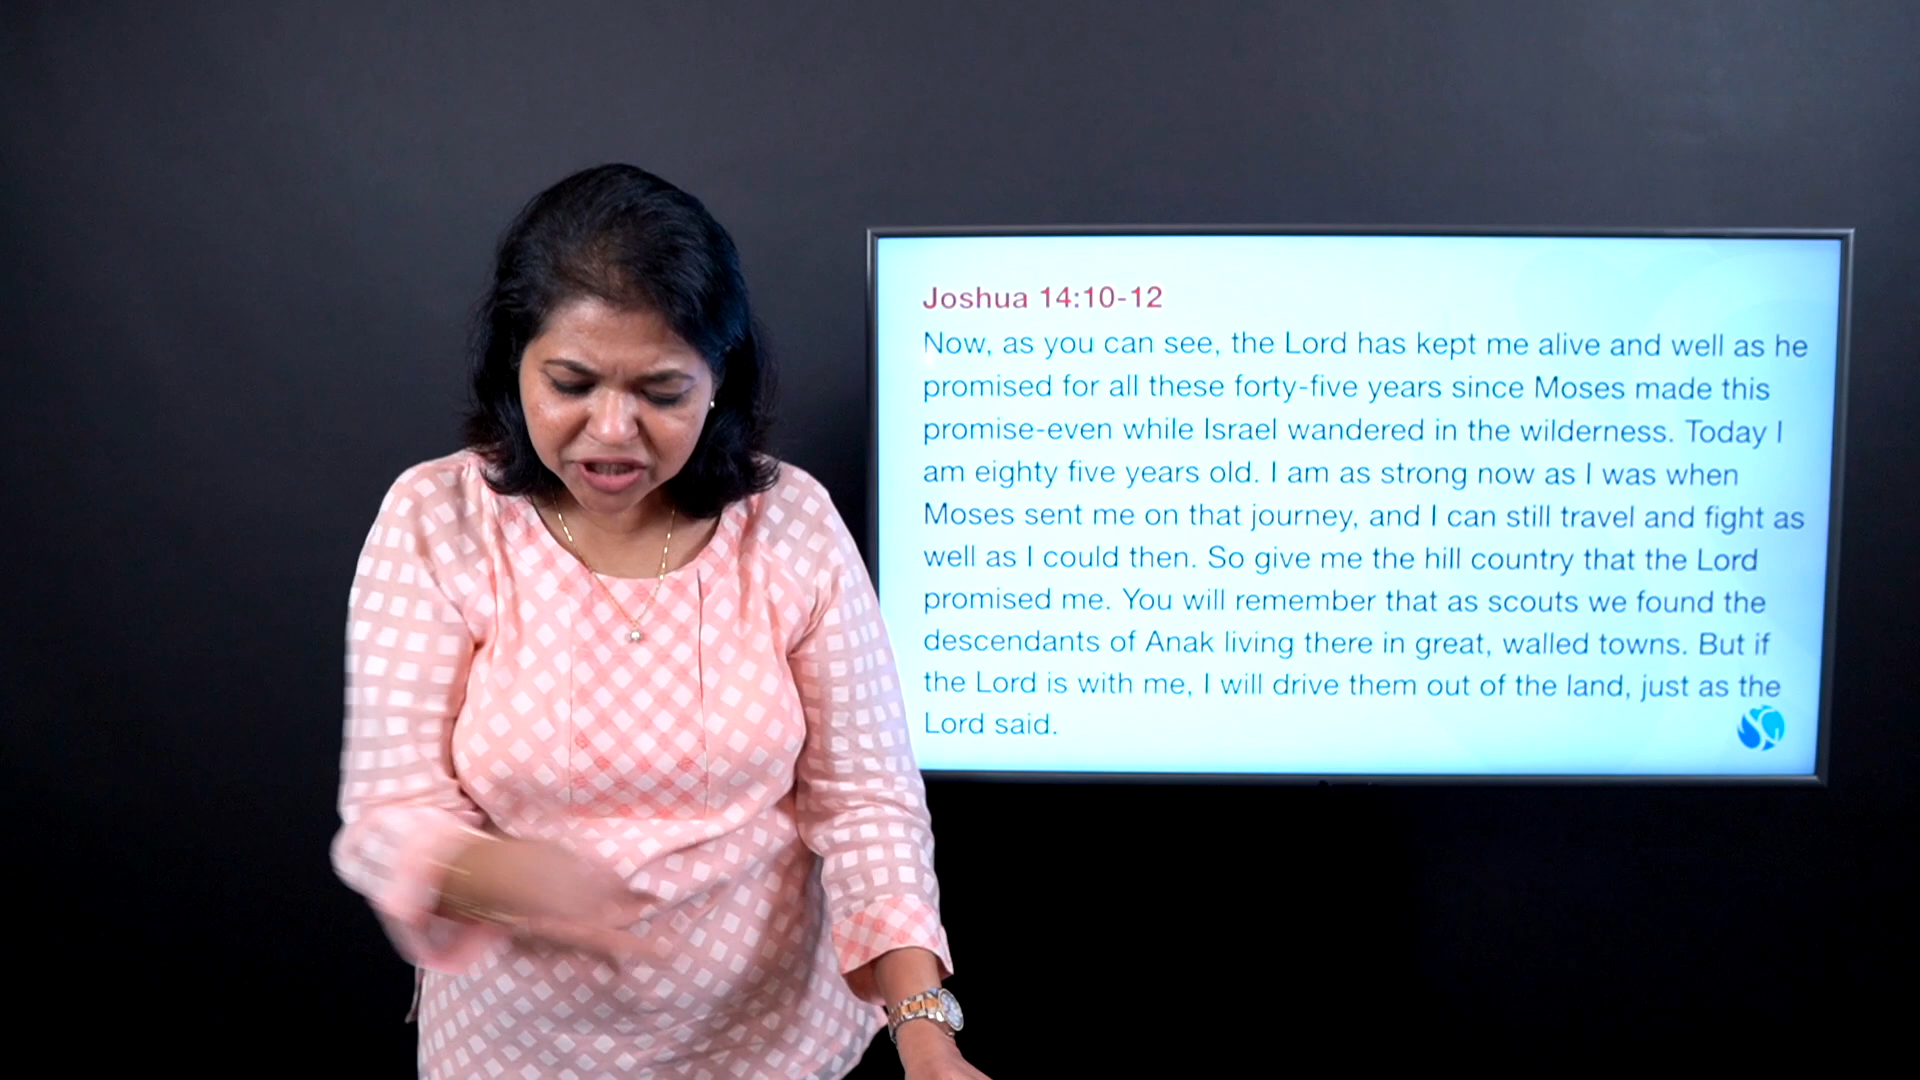 Joshua 14:10-12
Now, as you can see, the Lord has kept me alive and well as he
promised for all these forty-five years since Moses made this
promise-even while Israel wandered in the wilderness. Today I
am eighty five years old. I am as strong now as I was when
Moses sent me on that journey, and I can still travel and fight as
well as I could then. So give me the hill country that the Lord
promised me. You will remember that as scouts we found the
descendants of Anak living there in great, walled towns. But if
the Lord is with me, I will drive them out of the land, just as the
Lord said.